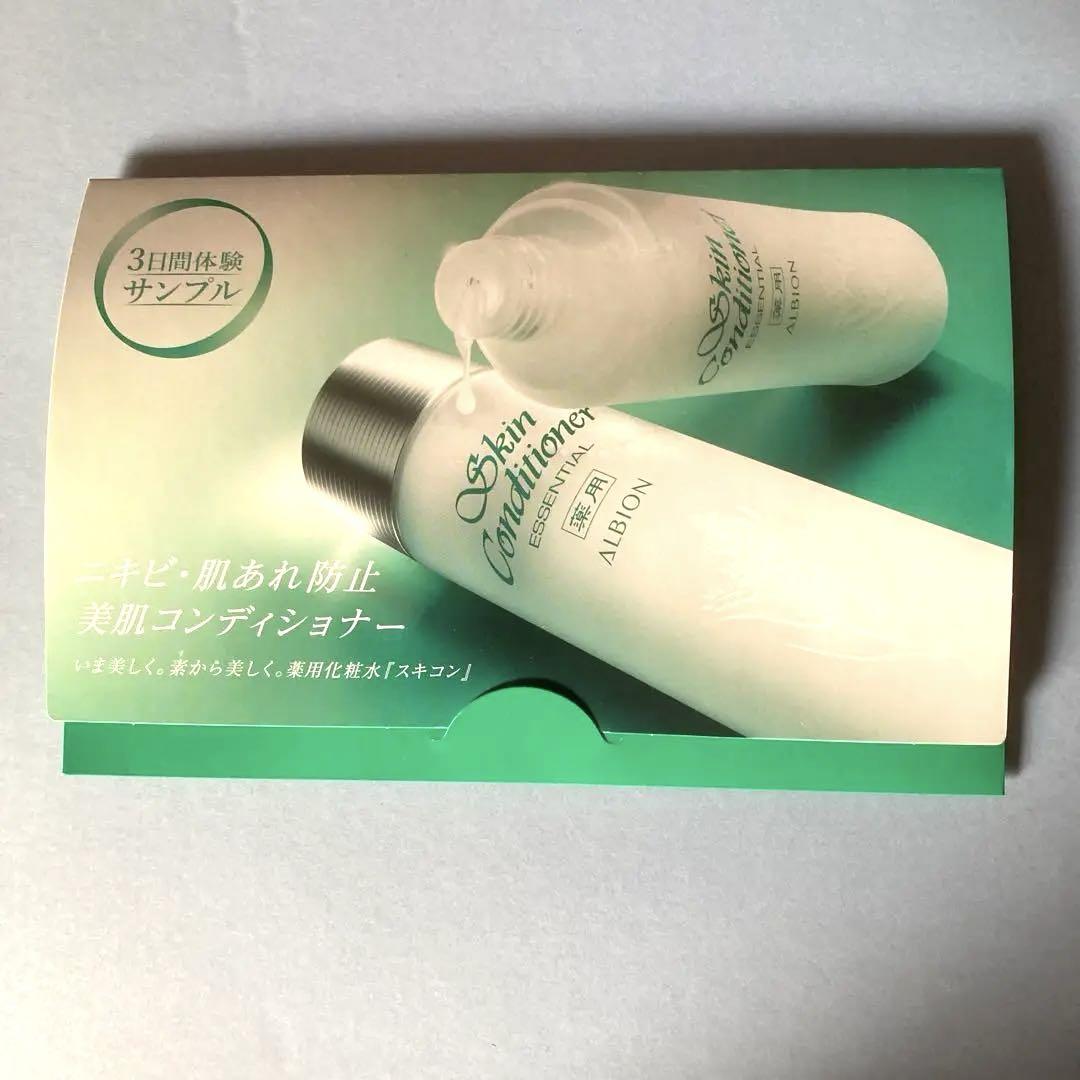 3日間体験
サンプル
Skin
Conditioner
ESSENTIAL
薬用
ALBION
Skin
Conditioner
ESSENTIAL
薬用
ALBION
ニキビ・肌あれ防止
美肌コンディショナー
いま美しく。素から美しく。薬用化粧水『スキコン』